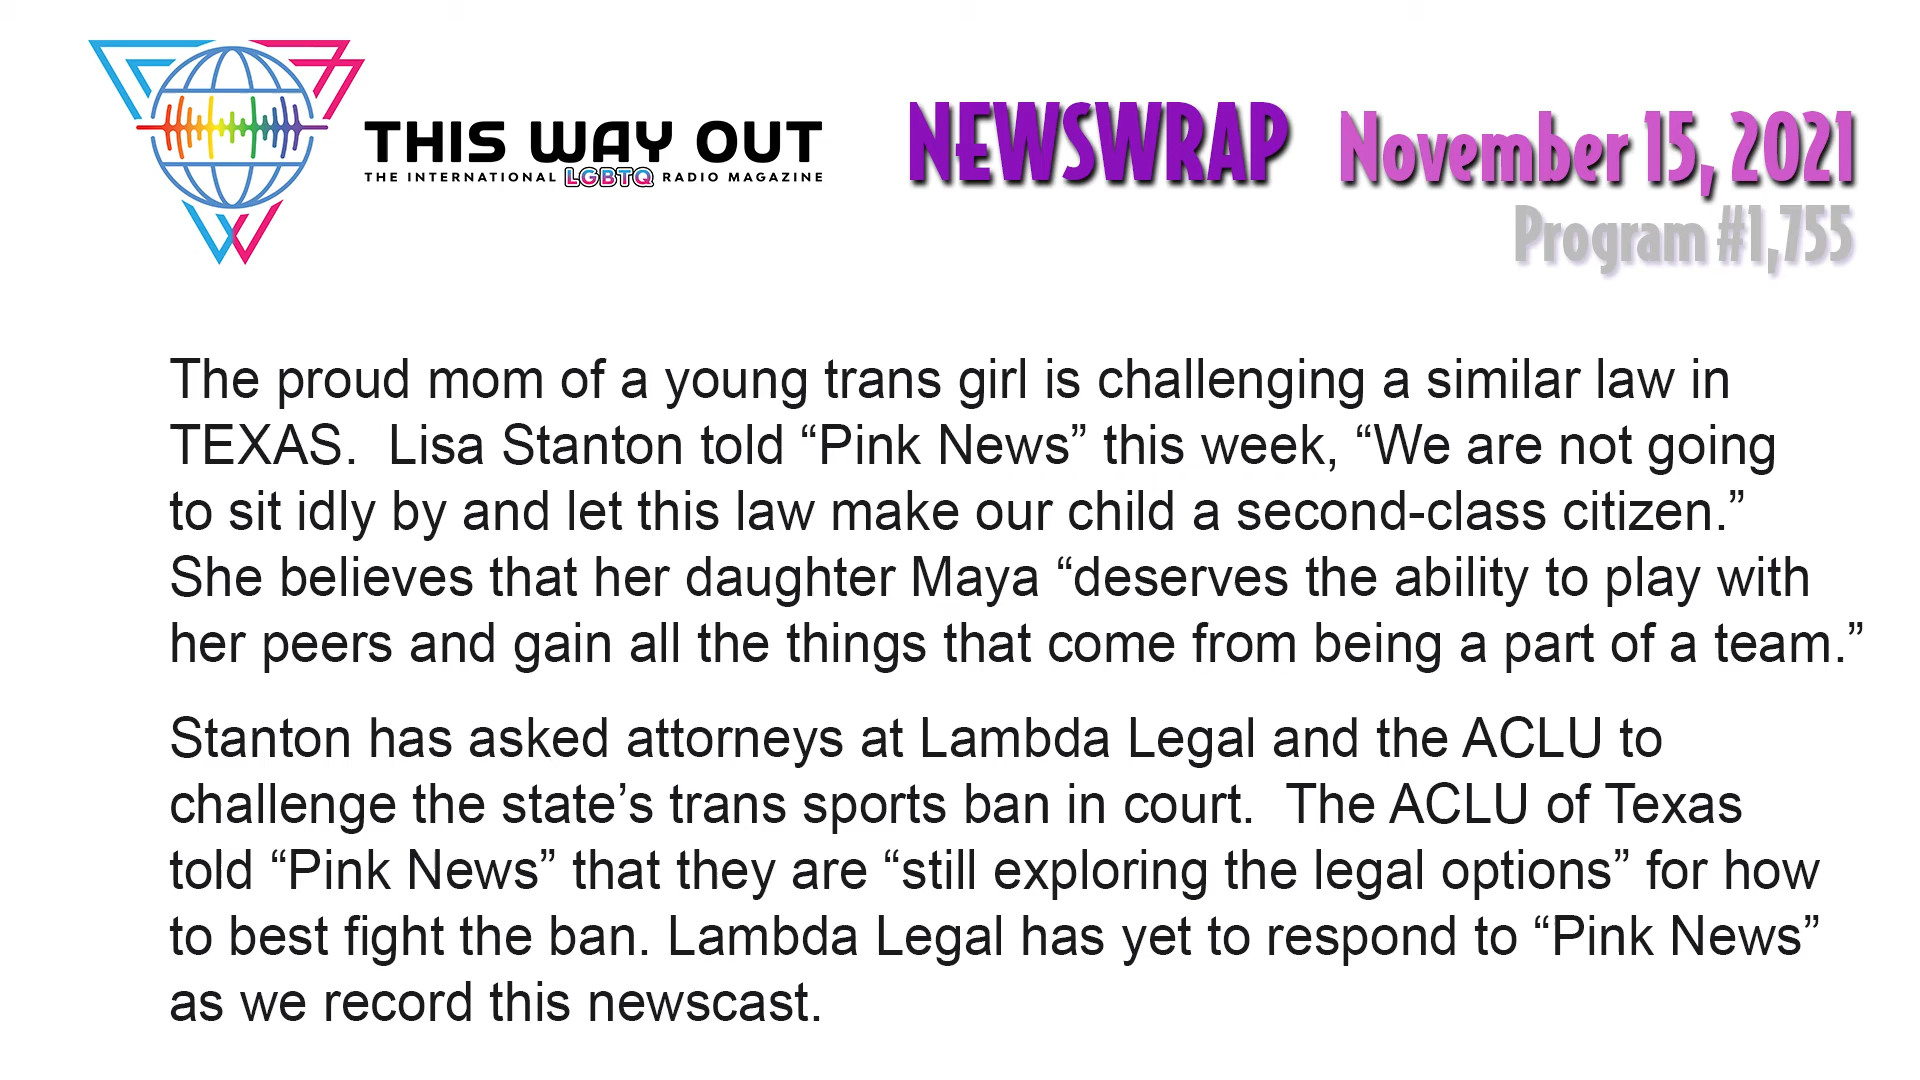 THIS WAY OUT
THE INTERNATIONAL LGBTQ RADIO MAGAZINE
NEWSWRAP
November 15, 2021
Program #1,755
The proud mom of a young trans girl is challenging a similar law in
TEXAS.  Lisa Stanton told “Pink News” this week, “We are not going
to sit idly by and let this law make our child a second-class citizen.”
She believes that her daughter Maya “deserves the ability to play with
her peers and gain all the things that come from being a part of a team.”
Stanton has asked attorneys at Lambda Legal and the ACLU to
challenge the state’s trans sports ban in court.  The ACLU of Texas
told “Pink News” that they are “still exploring the legal options” for how
to best fight the ban. Lambda Legal has yet to respond to “Pink News”
as we record this newscast.